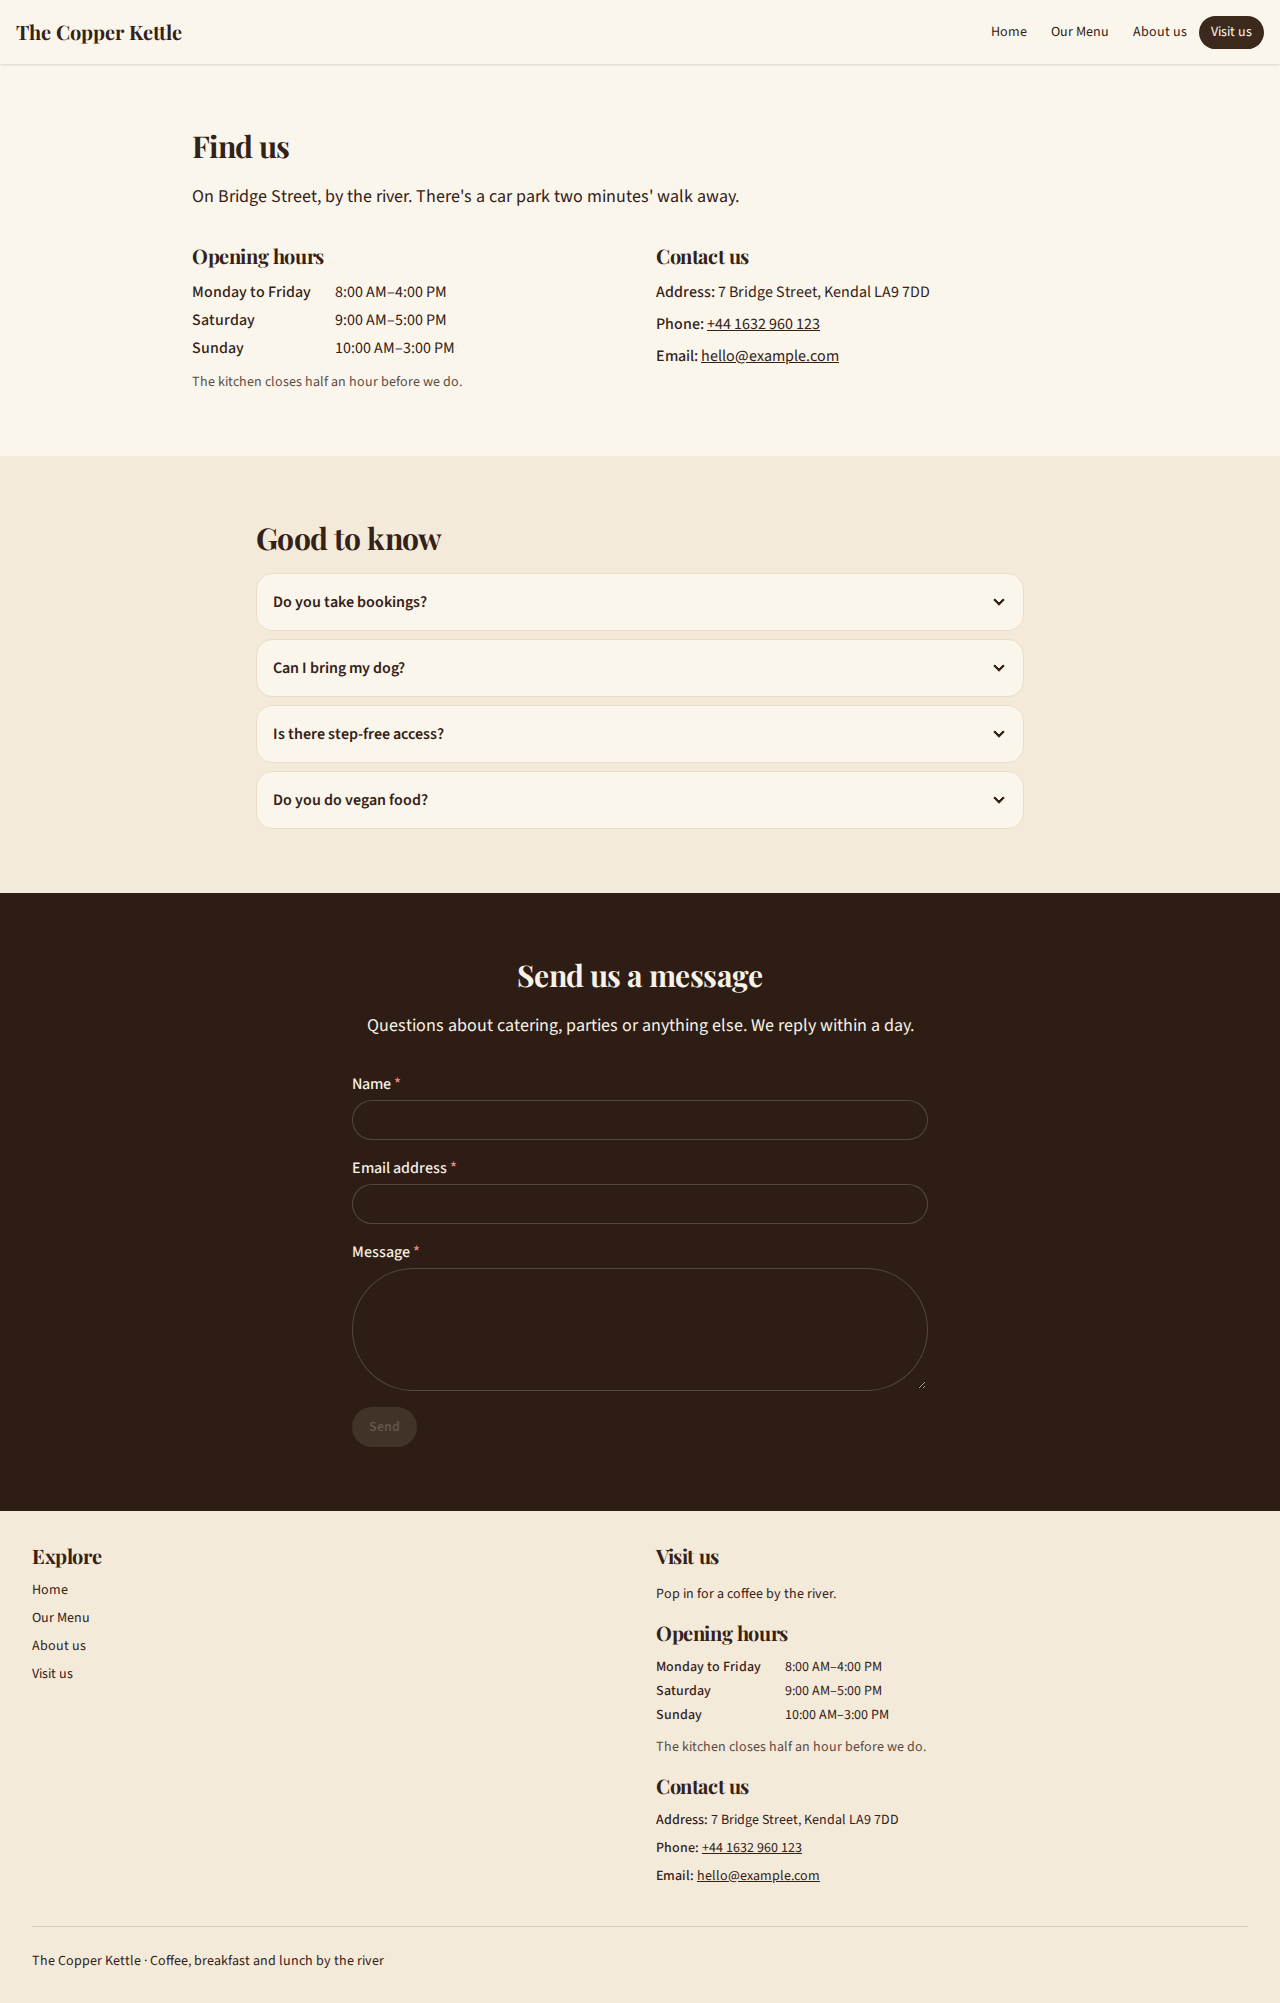 The Copper Kettle
Home
Our Menu
About us
Visit us
Find us
On Bridge Street, by the river. There's a car park two minutes' walk away.
Opening hours
Monday to Friday 8:00 AM–4:00 PM
Saturday 9:00 AM–5:00 PM
Sunday 10:00 AM–3:00 PM
The kitchen closes half an hour before we do.
Contact us
Address: 7 Bridge Street, Kendal LA9 7DD
Phone: +44 1632 960 123
Email: hello@example.com
Good to know
Do you take bookings?
Can I bring my dog?
Is there step-free access?
Do you do vegan food?
Send us a message
Questions about catering, parties or anything else. We reply within a day.
Name *
Email address *
Message *
Send
Explore
Home
Our Menu
About us
Visit us
Visit us
Pop in for a coffee by the river.
Opening hours
Monday to Friday 8:00 AM–4:00 PM
Saturday 9:00 AM–5:00 PM
Sunday 10:00 AM–3:00 PM
The kitchen closes half an hour before we do.
Contact us
Address: 7 Bridge Street, Kendal LA9 7DD
Phone: +44 1632 960 123
Email: hello@example.com
The Copper Kettle · Coffee, breakfast and lunch by the river